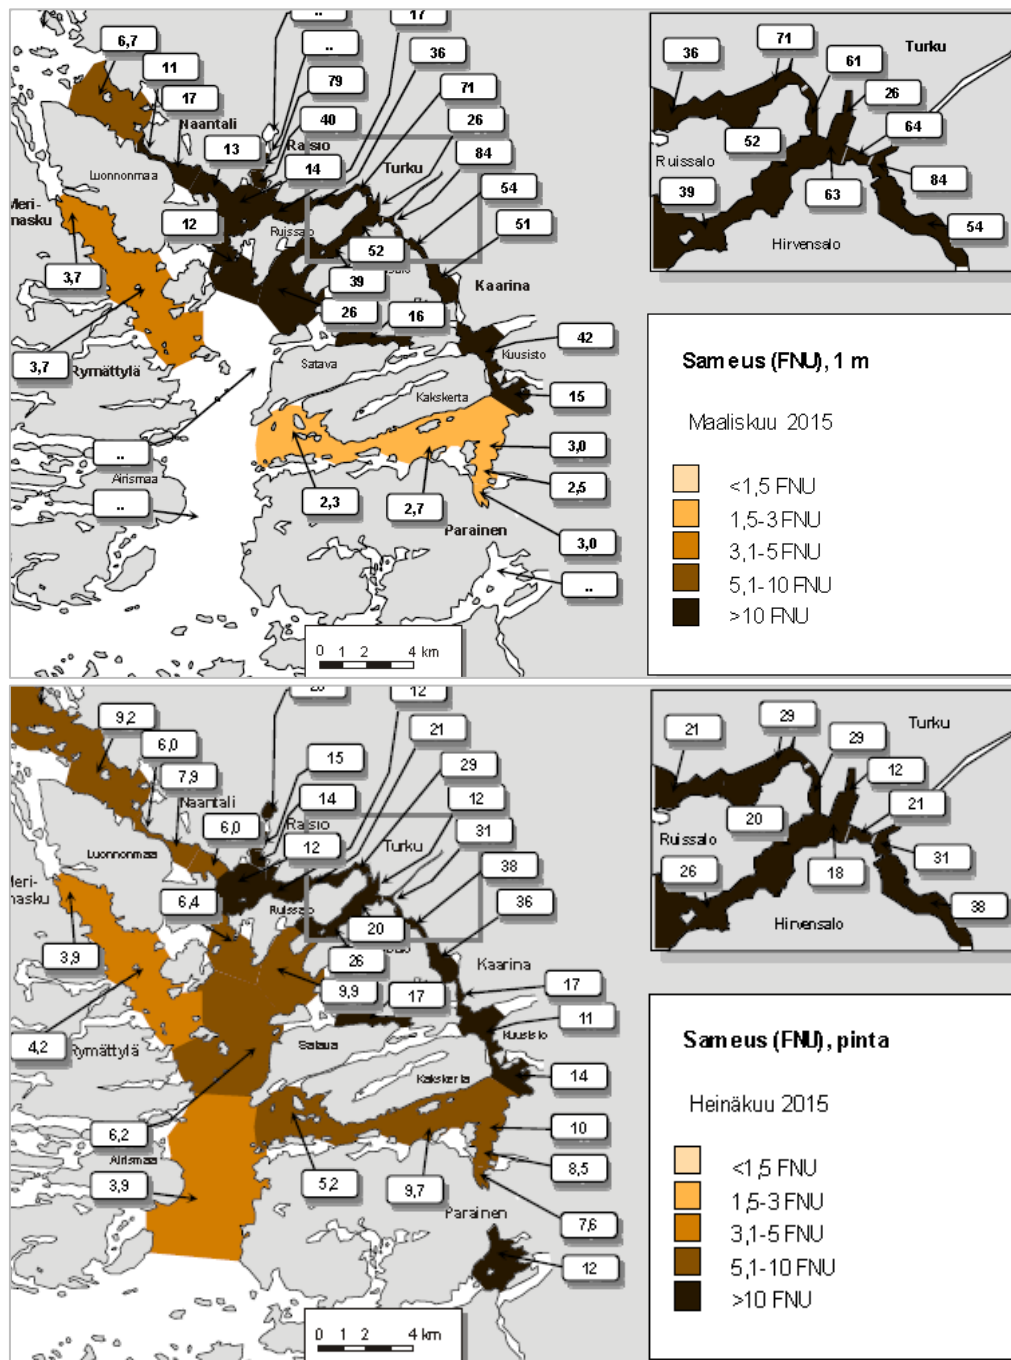 ..
17
6,7
..
36
11
79
71
17
40
26
Naantali
13
Raisio
84
14
Turku
Luonnonmaa
54
Meri-
masku
12
Ruissalo
51
52
3,7
39
Kaarina
26
16
42
3,7
Rymättylä
Satava
Kuusisto
Kakskerta
15
..
3,0
Airismaa
..
2,3
2,7
2,5
Parainen
3,0
..
0 1 2 4 km
71
Turku
36
61
26
52
64
Ruissalo
39
84
63
54
Hirvensalo
Sameus (FNU), 1 m
Maaliskuu 2015
<1,5 FNU
1,5-3 FNU
3,1-5 FNU
5,1-10 FNU
>10 FNU
12
9,2
21
6,0
15
29
7,9
Naantali
14
12
6,0
Raisio
31
12
Turku
Luonnonmaa
38
Meri-
masku
6,4
Ruissalo
36
20
3,9
26
Kaarina
9,9
17
17
11
4,2
Rymättylä
Satava
Kuusisto
Kakskerta
14
6,2
10
Airismaa
8,5
3,9
5,2
9,7
Parainen
7,6
12
0 1 2 4 km
29
Turku
21
29
12
20
21
Ruissalo
31
26
18
38
Hirvensalo
Sameus (FNU), pinta
Heinäkuu 2015
<1,5 FNU
1,5-3 FNU
3,1-5 FNU
5,1-10 FNU
>10 FNU